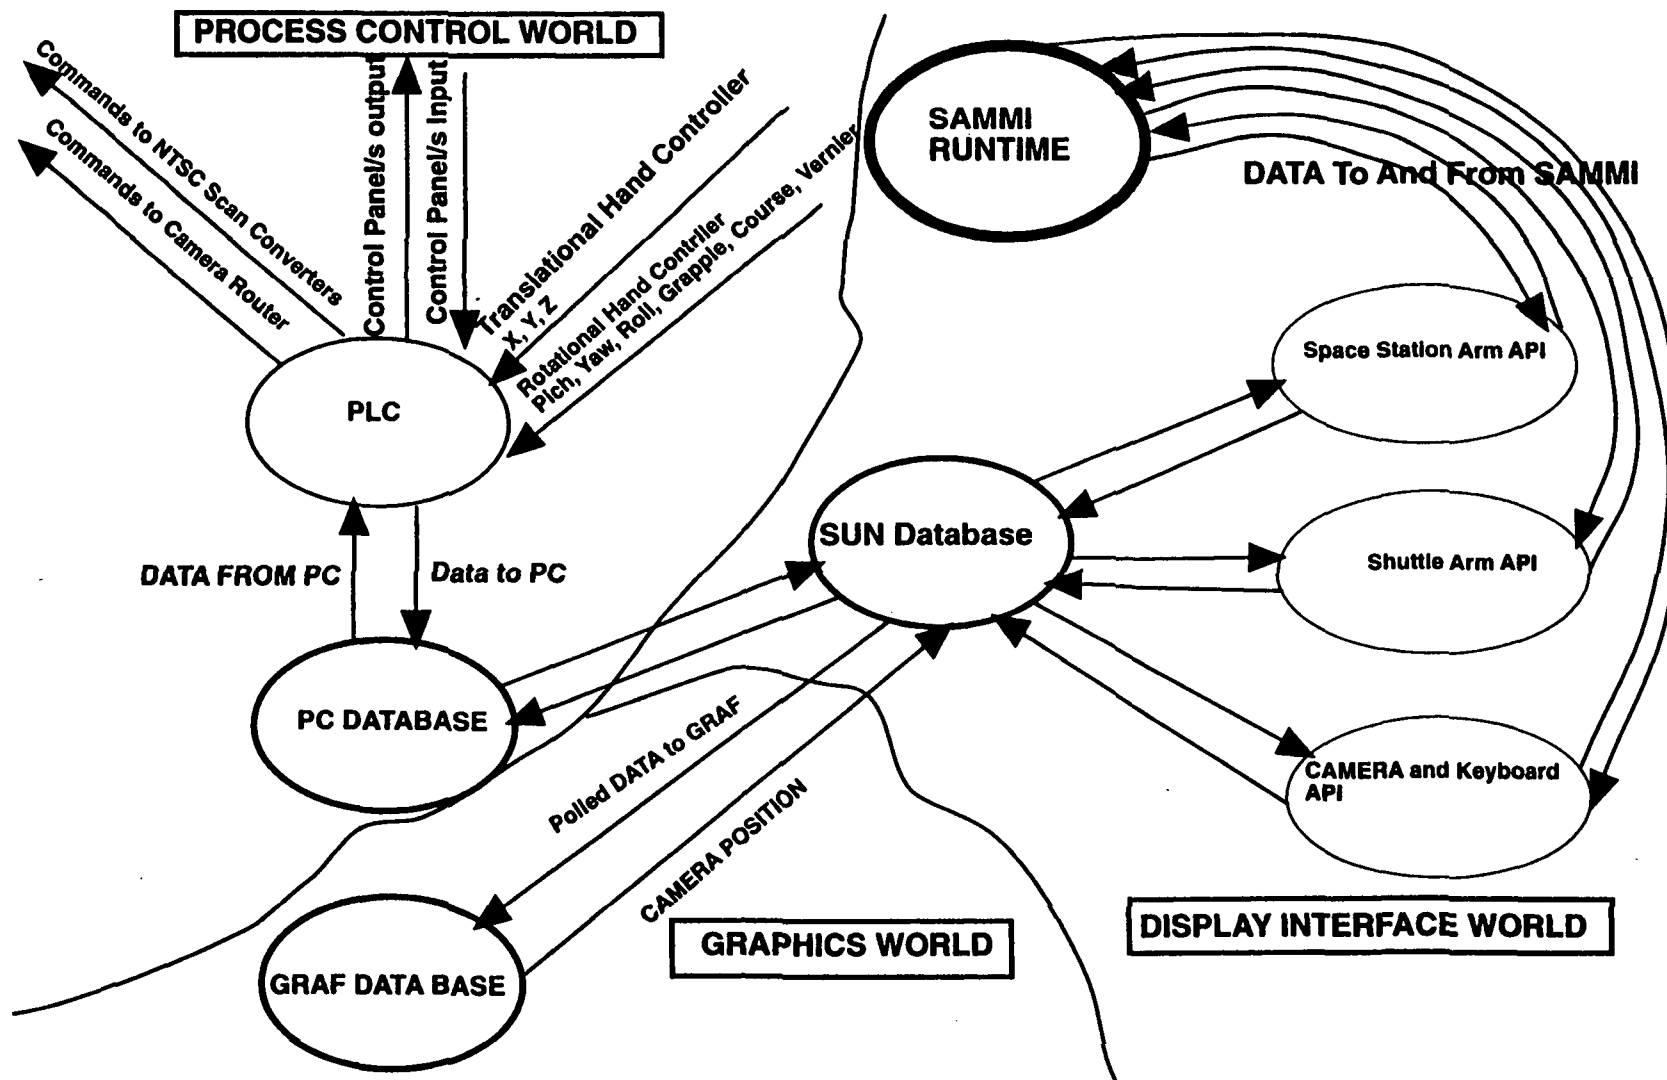 PROCESS CONTROL WORLD
Commands to NTSC Scan Converters
Commands to Camera Router
Control Panel/s output
Control Panel/s Input
Translational Hand Controller
X, Y, Z
Rotational Hand Contrller
Pich, Yaw, Roll, Grapple, Course, Vernier
SAMMI
RUNTIME
DATA To And From SAMMI
Space Station Arm API
PLC
SUN Database
Shuttle Arm API
DATA FROM PC
Data to PC
PC DATABASE
Polled DATA to GRAF
CAMERA POSITION
CAMERA and Keyboard
API
GRAF DATA BASE
GRAPHICS WORLD
DISPLAY INTERFACE WORLD